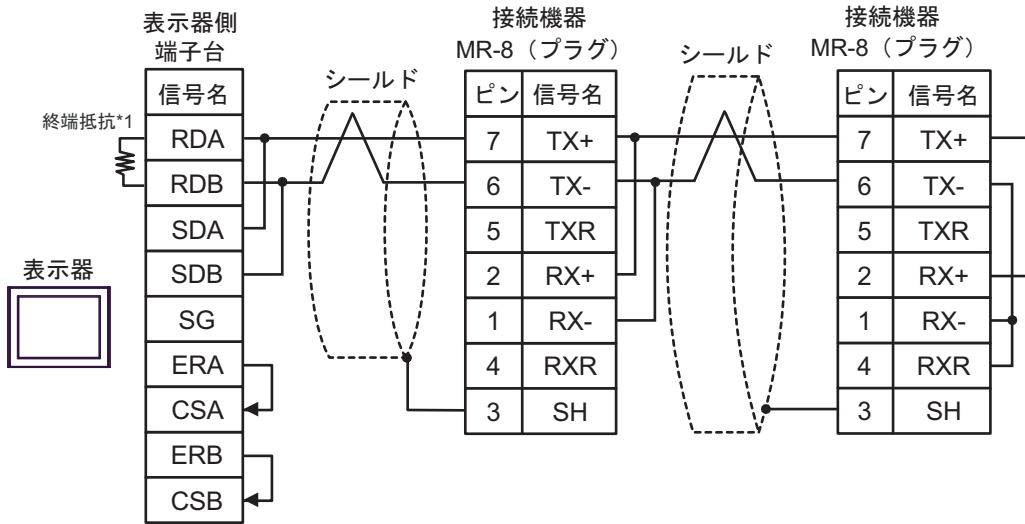 表示器側
端子台
信号名
終端抵抗*1
RDA
RDB
SDA
SDB
SG
ERA
CSA
ERB
CSB
表示器
シールド
接続機器
MR-8（プラグ）
ピン 信号名
7 TX+
6 TX-
5 TXR
2 RX+
1 RX-
4 RXR
3 SH
シールド
接続機器
MR-8（プラグ）
ピン 信号名
7 TX+
6 TX-
5 TXR
2 RX+
1 RX-
4 RXR
3 SH